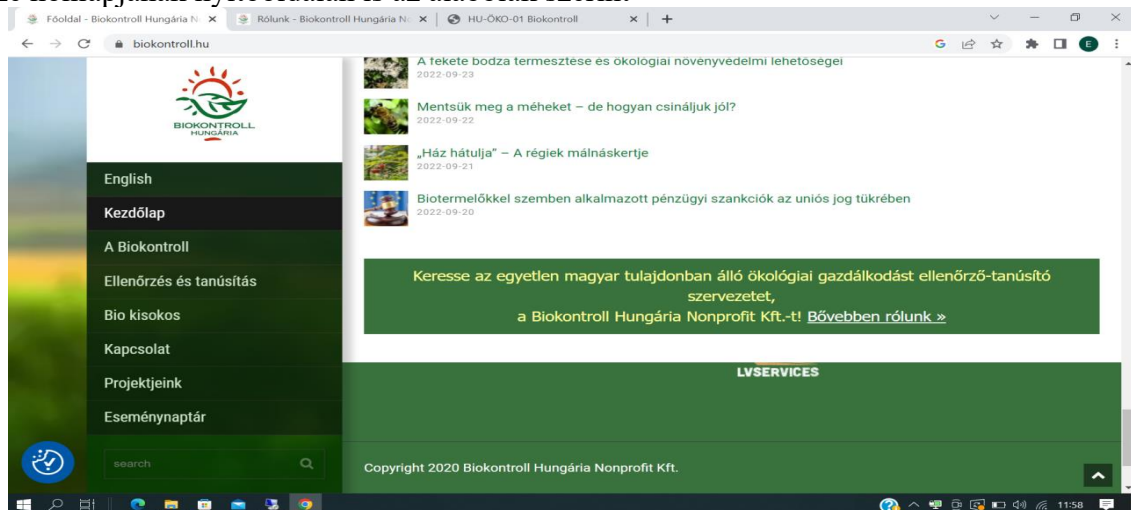 Főoldal - Biokontroll Hungária N
Rólunk - Biokontroll Hungária N
HU-ÖKO-01 Biokontroll
biokontroll.hu
E
BIOKONTROLL
HUNGÁRIA
English
Kezdőlap
A Biokontroll
Ellenőrzés és tanúsítás
Bio kisokos
Kapcsolat
Projektjeink
Eseménynaptár
search
A fekete bodza termesztése és ökológiai növényvédelmi lehetőségei
2022-09-23
Mentsük meg a méheket – de hogyan csináljuk jól?
2022-09-22
„Ház hátulja” – A régiek málnáskertje
2022-09-21
Biotermelőkkel szemben alkalmazott pénzügyi szankciók az uniós jog tükrében
2022-09-20
Keresse az egyetlen magyar tulajdonban álló ökológiai gazdálkodást ellenőrző-tanúsító
szervezetet,
a Biokontroll Hungária Nonprofit Kft.-t! Bővebben rólunk »
LVSERVICES
Copyright 2020 Biokontroll Hungária Nonprofit Kft.
11:58